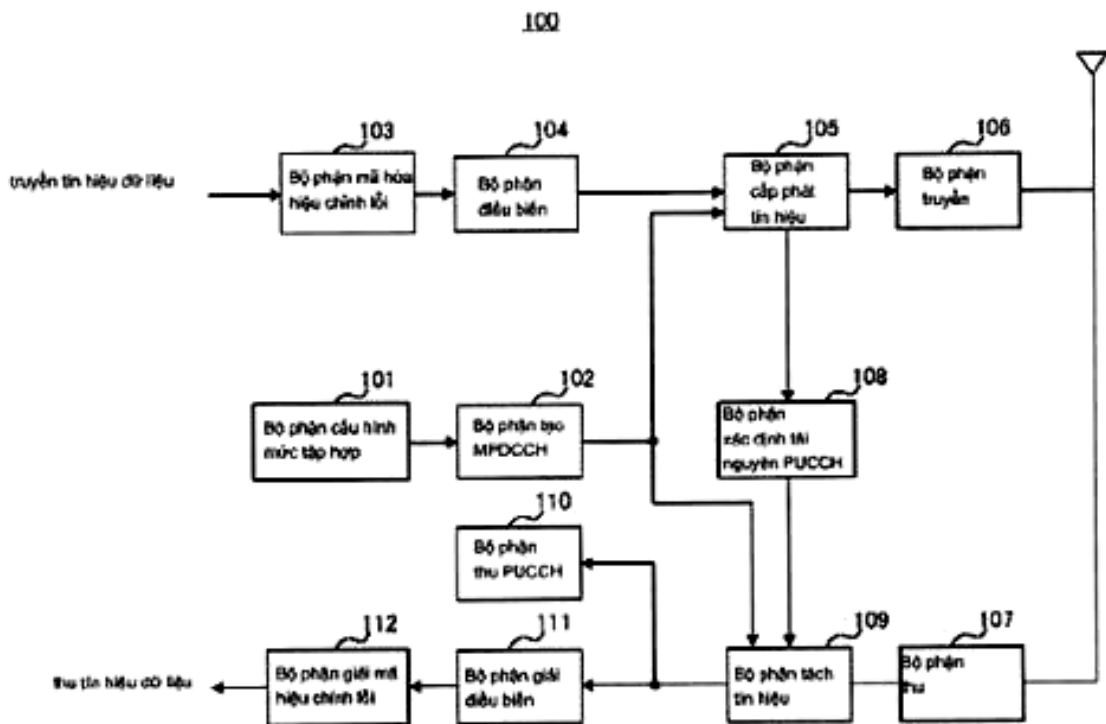 100
103
104
105
106
truyền tín hiệu dữ liệu
Bộ phận mã hóa
hiệu chỉnh lỗi
Bộ phận
điều biến
Bộ phận
cấp phát
tín hiệu
Bộ phận
truyền
101
102
108
Bộ phận cấu hình
mức tập hợp
Bộ phận tạo
MPDCCH
Bộ phận
xác định tài
nguyên PUCCH
110
Bộ phận
thu PUCCH
112
111
109
107
thu tín hiệu dữ liệu
Bộ phận giải mã
hiệu chỉnh lỗi
Bộ phận giải
điều biến
Bộ phận tách
tín hiệu
Bộ phận
thu